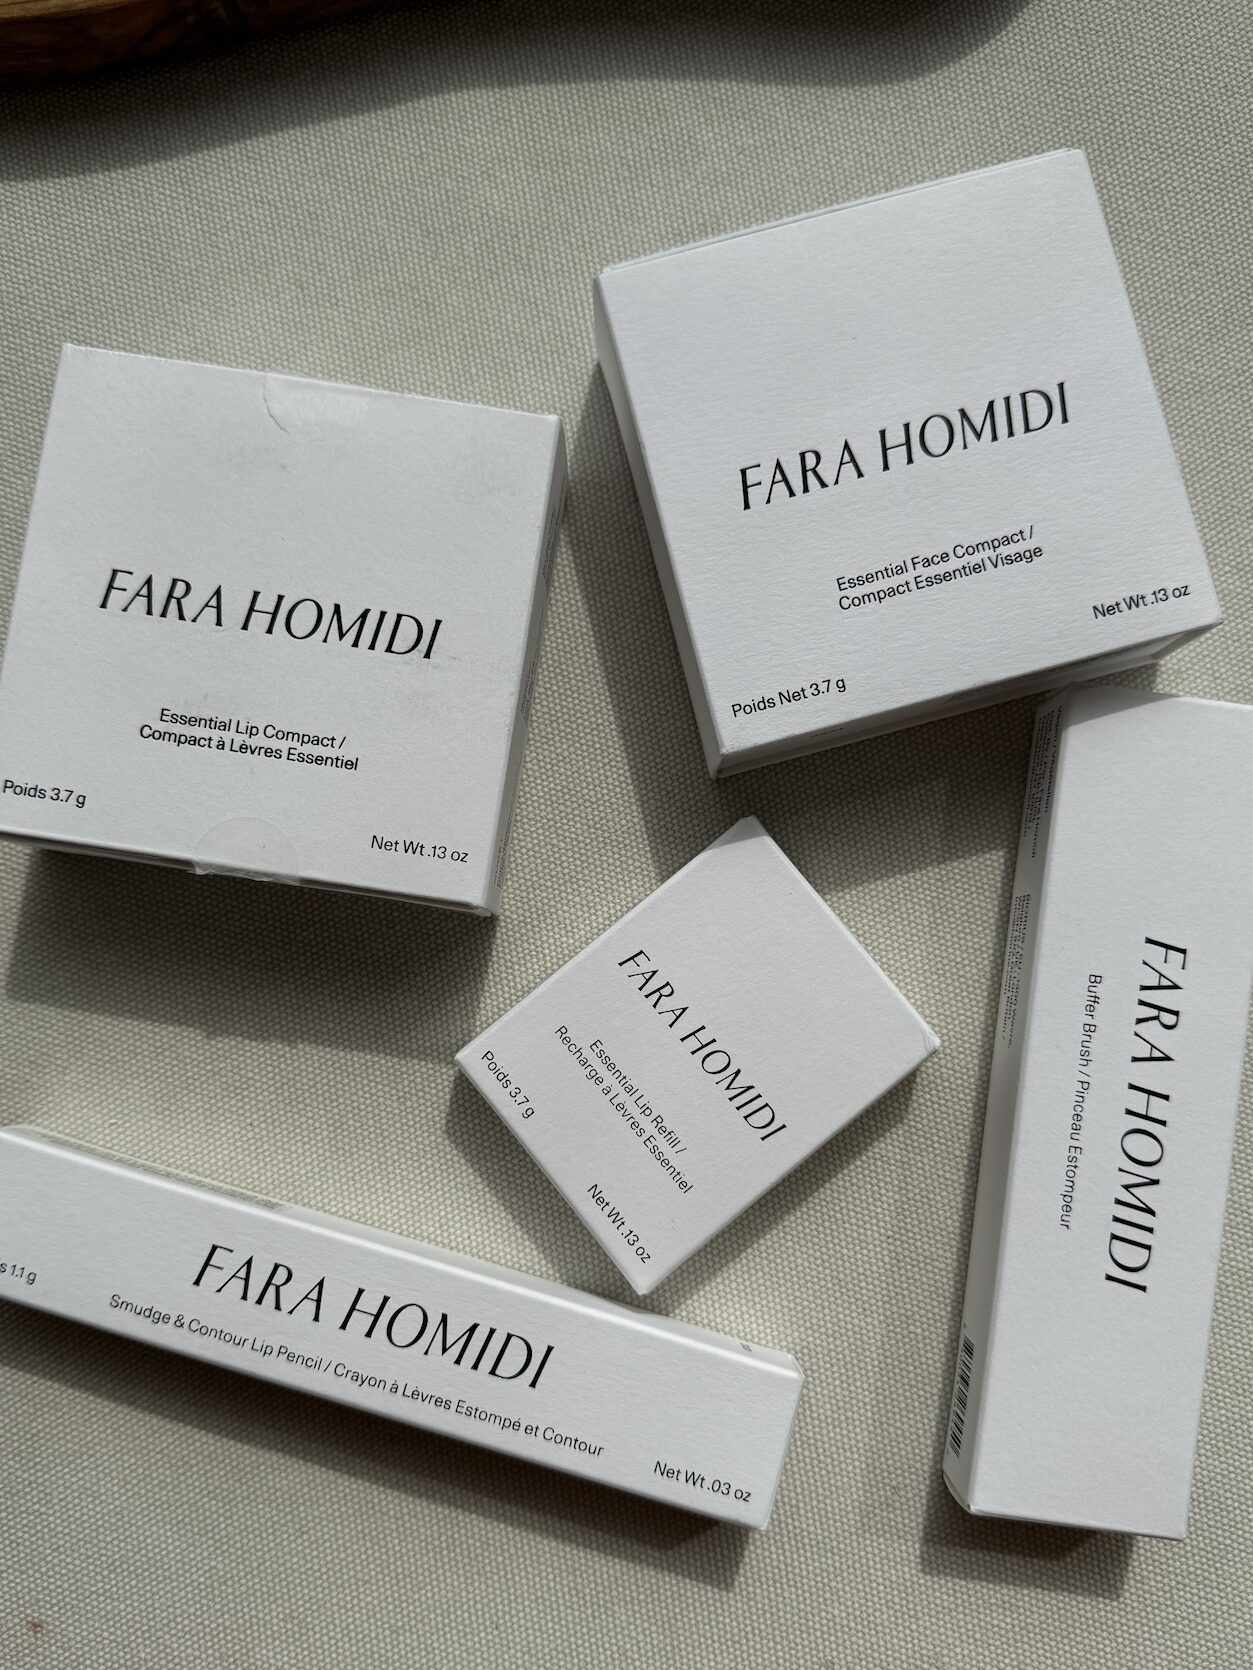 FARA HOMIDI
Essential Face Compact /
Compact Essentiel Visage
Poids Net 3.7 g
Net Wt .13 oz
FARA HOMIDI
Essential Lip Compact /
Compact à Lèvres Essentiel
Poids 3.7 g
Net Wt .13 oz
FARA HOMIDI
Essential Lip Refill /
Recharge à Lèvres Essentiel
Poids 3.7 g
Net Wt .13 oz
FARA HOMIDI
Buffer Brush / Pinceau Estompeur
FARA HOMIDI
Smudge & Contour Lip Pencil / Crayon à Lèvres Estompé et Contour
1.1 g
Net Wt .03 oz